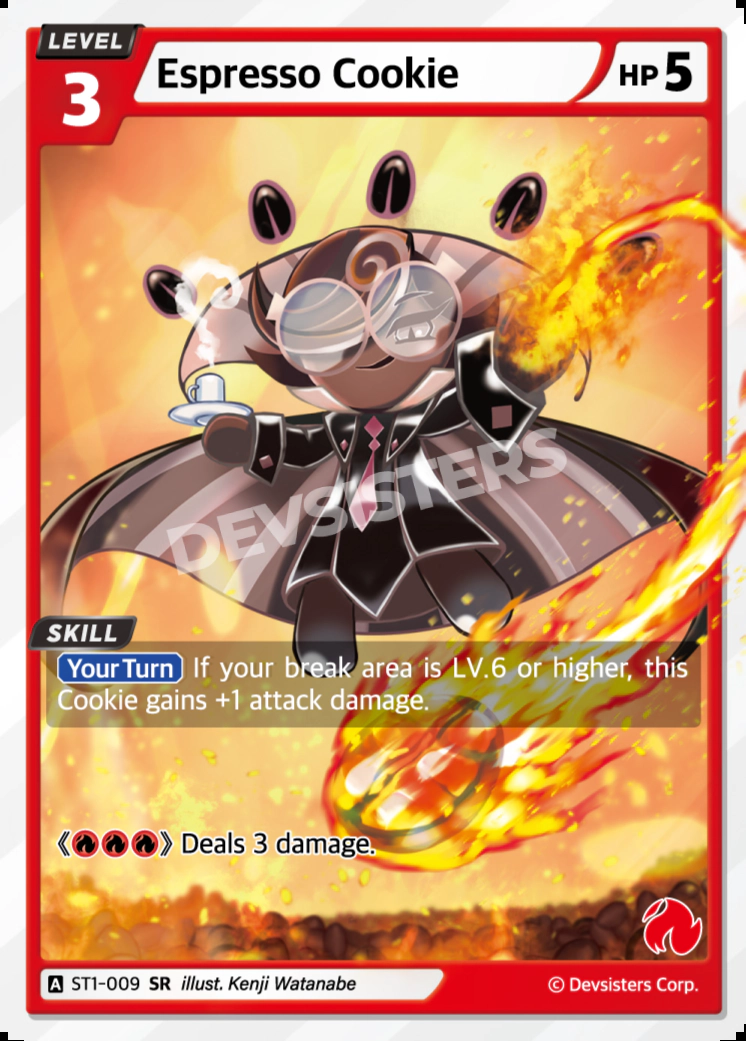 LEVEL
3
Espresso Cookie
HP 5
DEVSISTERS
SKILL
Your Turn If your break area is LV.6 or higher, this
Cookie gains +1 attack damage.
《》 Deals 3 damage.
A ST1-009 SR illust. Kenji Watanabe
© Devsisters Corp.